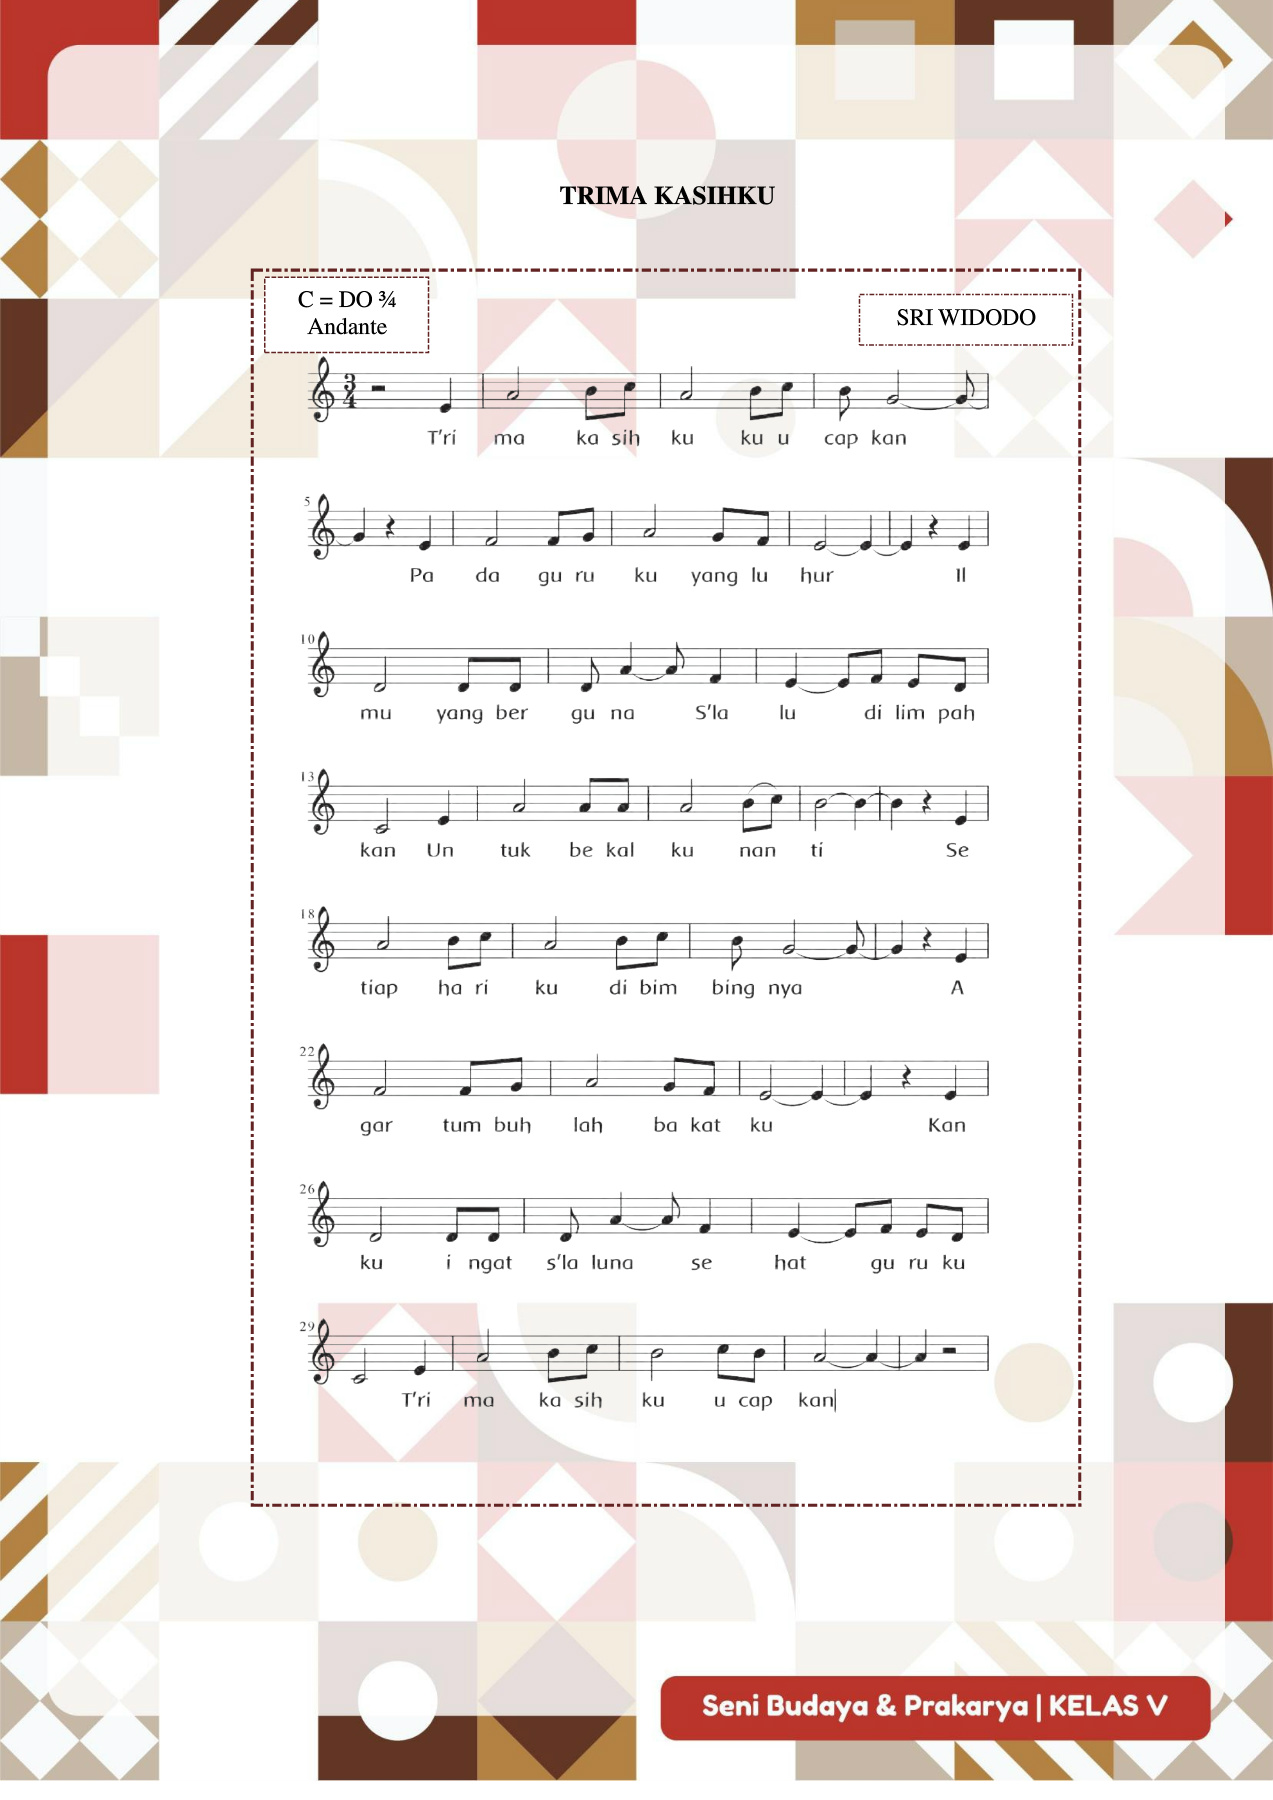 TRIMA KASIHKU
C = DO ¾
Andante
SRI WIDODO
3
4
T'ri ma ka sih ku ku u cap kan
5
Pa da gu ru ku yang lu hur Il
10
mu yang ber gu na S'la lu di lim pah
13
kan Un tuk be kal ku nan ti Se
18
tiap ha ri ku di bim bing nya A
22
gar tum buh lah ba kat ku Kan
26
ku i ngat s'la luna se hat gu ru ku
29
T'ri ma ka sih ku u cap kan
Seni Budaya & Prakarya | KELAS V